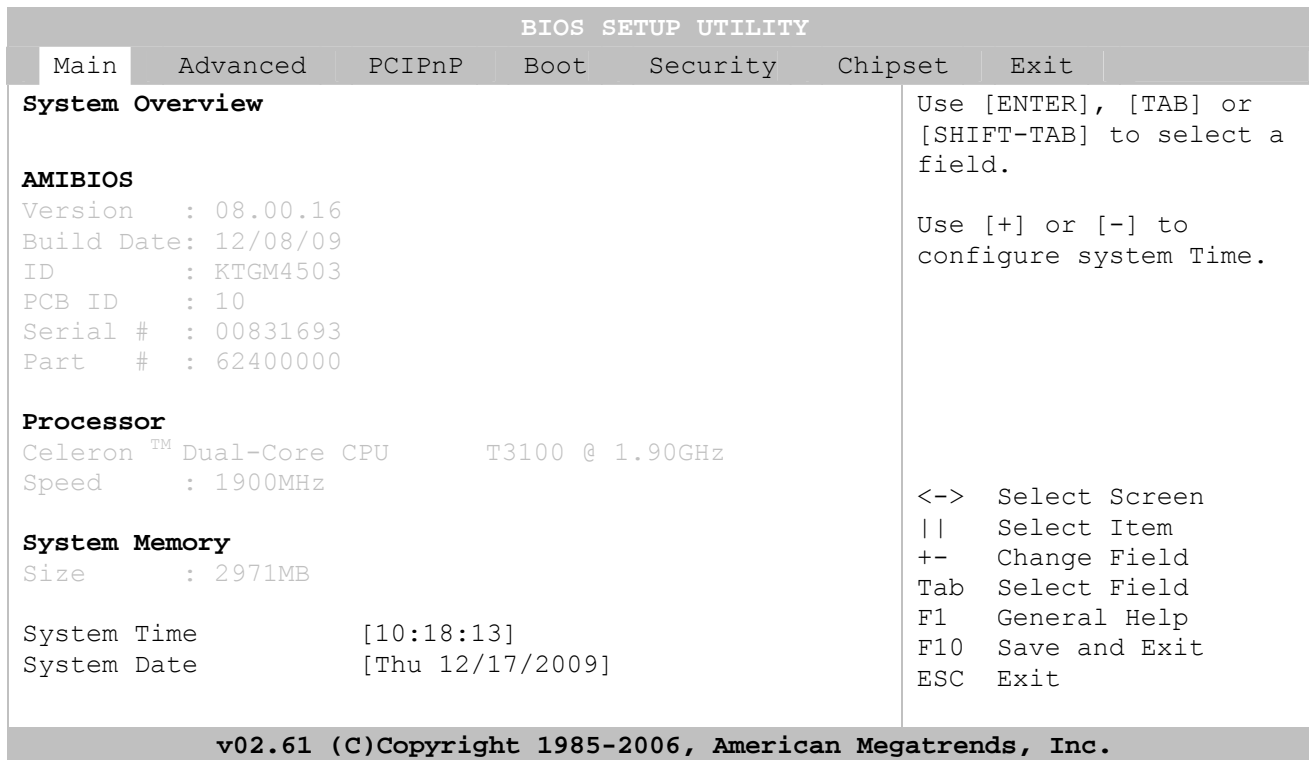 BIOS SETUP UTILITY
Main Advanced PCIPnP Boot Security Chipset Exit
System Overview
AMIBIOS
Version : 08.00.16
Build Date: 12/08/09
ID : KTGM4503
PCB ID : 10
Serial # : 00831693
Part # : 62400000
Processor
Celeron TM Dual-Core CPU T3100 @ 1.90GHz
Speed : 1900MHz
System Memory
Size : 2971MB
System Time [10:18:13]
System Date [Thu 12/17/2009]
Use [ENTER], [TAB] or
[SHIFT-TAB] to select a
field.
Use [+] or [-] to
configure system Time.
<-> Select Screen
|| Select Item
+- Change Field
Tab Select Field
F1 General Help
F10 Save and Exit
ESC Exit
v02.61 (C)Copyright 1985-2006, American Megatrends, Inc.